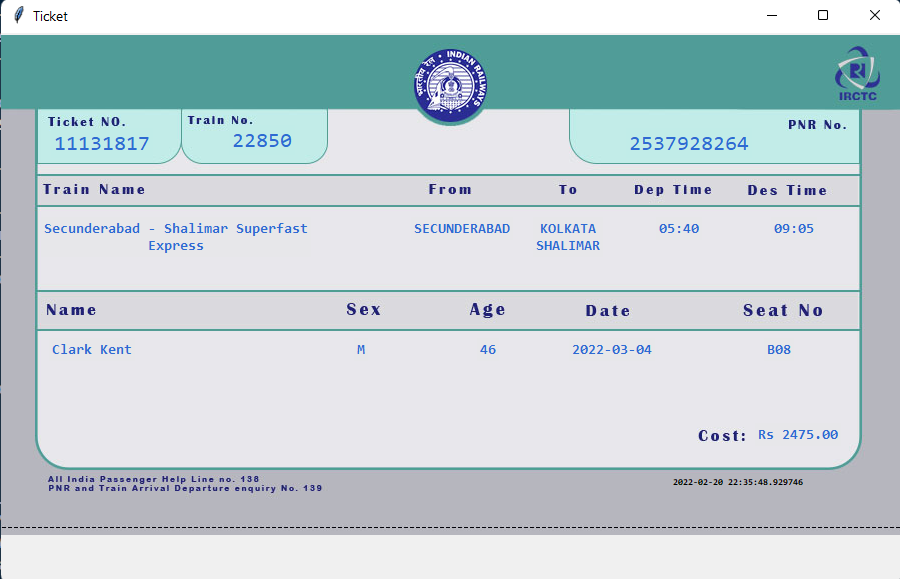 Ticket
भारतीय रेल • INDIAN RAILWAYS
IRCTC
Ticket NO.
Train No.
PNR No.
11131817
22850
2537928264
Train Name
From
To
Dep Time
Des Time
Secunderabad - Shalimar Superfast
Express
SECUNDERABAD
KOLKATA
SHALIMAR
05:40
09:05
Name
Sex
Age
Date
Seat No
Clark Kent
M
46
2022-03-04
B08
Cost: Rs 2475.00
All India Passenger Help Line no. 138
PNR and Train Arrival Departure enquiry No. 139
2022-02-20 22:35:48.929746